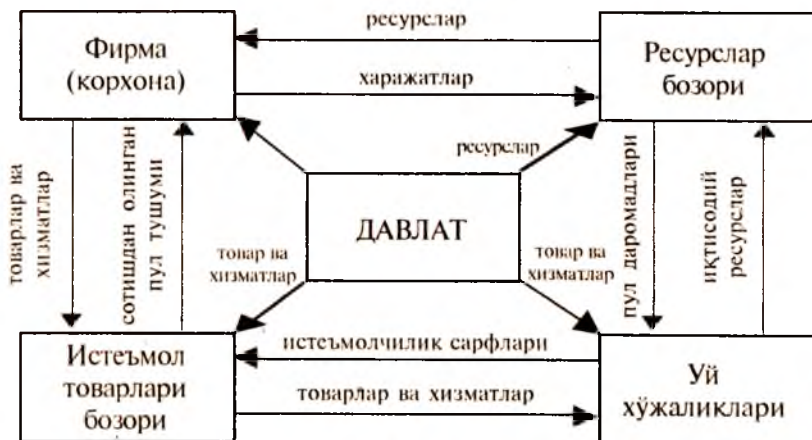 ресурслар
Фирма
(корхона)
харажатлар
Ресурслар
бозори
товарлар ва
хизматлар
сотишдан олинган
пул тушуми
ресурслар
ДАВЛАТ
товар ва
хизматлар
товар ва
хизматлар
пул даромадлари
иқтисодий
ресурслар
Истеъмол
товарлари
бозори
истеъмолчилик сарфлари
товарлар ва хизматлар
Уй
хўжаликлари